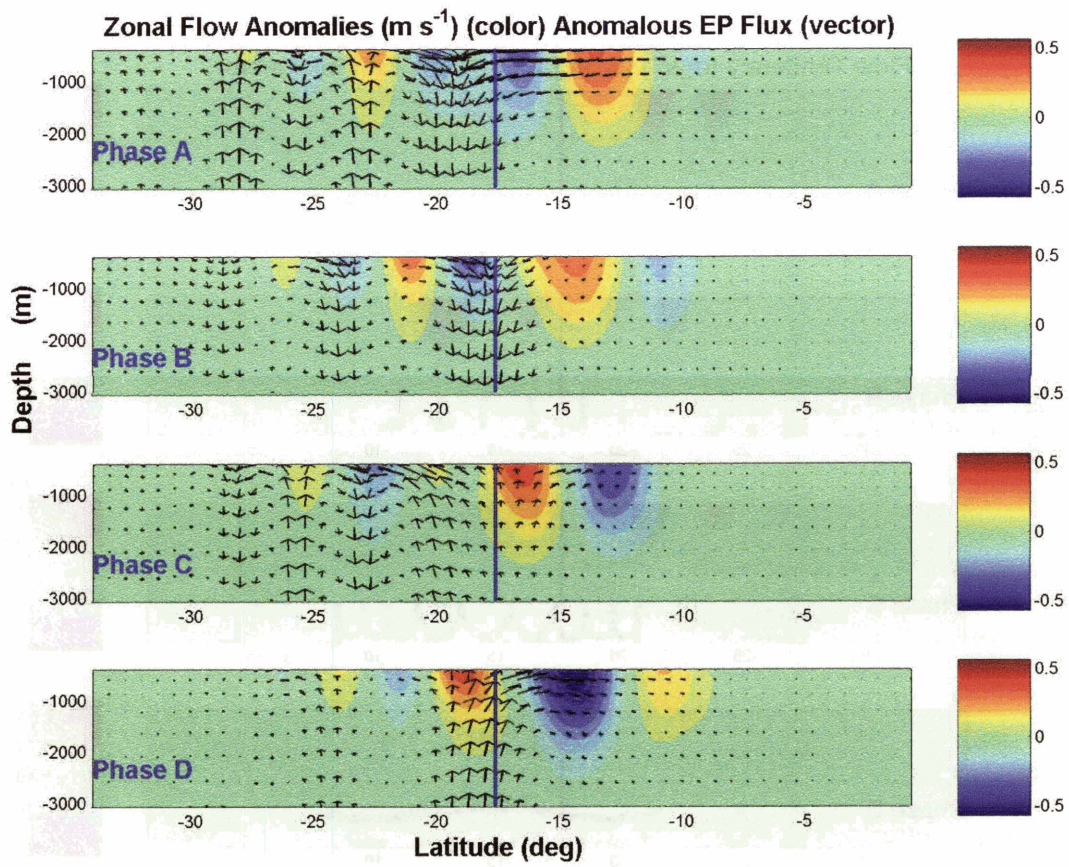 Zonal Flow Anomalies (m s⁻¹) (color) Anomalous EP Flux (vector)
-1000
-2000
-3000
Phase A
-30 -25 -20 -15 -10 -5
0.5
0
-0.5
-1000
-2000
-3000
Phase B
-30 -25 -20 -15 -10 -5
0.5
0
-0.5
Depth (m)
-1000
-2000
-3000
Phase C
-30 -25 -20 -15 -10 -5
0.5
0
-0.5
-1000
-2000
-3000
Phase D
-30 -25 -20 -15 -10 -5
0.5
0
-0.5
Latitude (deg)